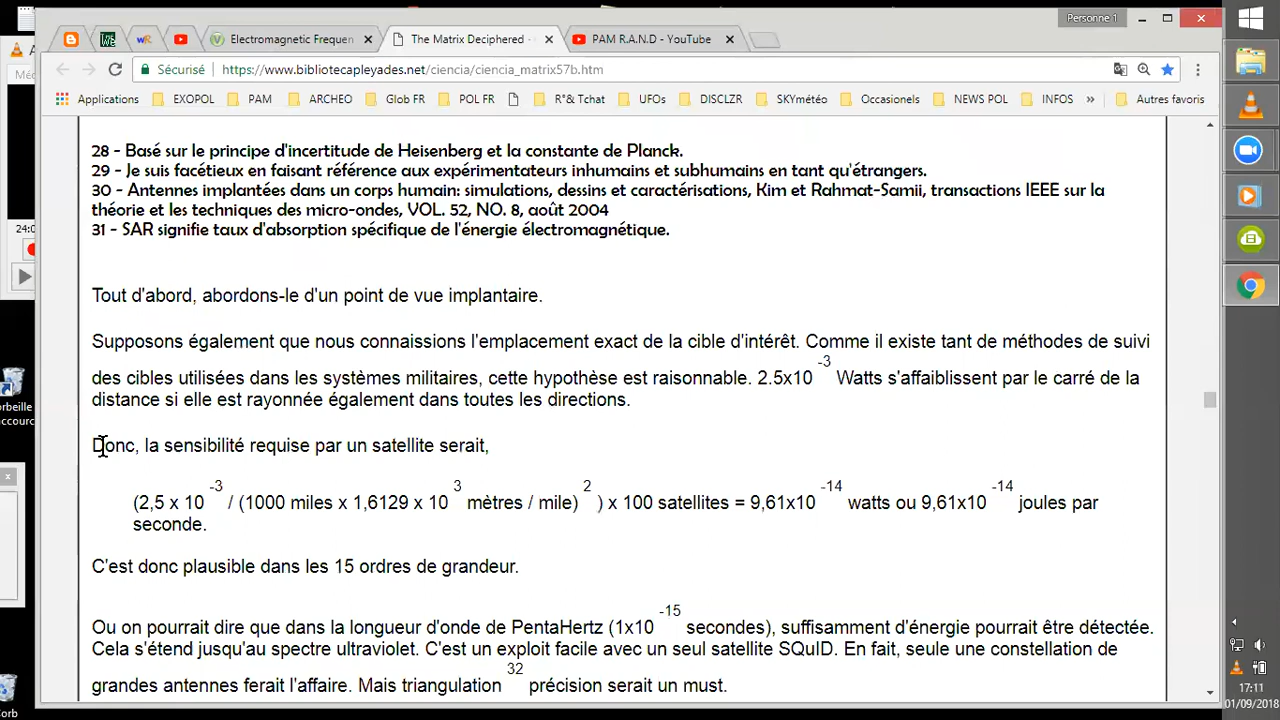 Personne 1
Electromagnetic Frequen
The Matrix Deciphered -
PAM R.A.N.D - YouTube
Sécurisé
https://www.bibliotecapleyades.net/ciencia/ciencia_matrix57b.htm
Applications EXOPOL PAM ARCHEO Glob FR POL FR R*& Tchat UFOs DISCLZR SKYmétéo Occasionels NEWS POL INFOS » Autres favoris
28 - Basé sur le principe d'incertitude de Heisenberg et la constante de Planck.
29 - Je suis facétieux en faisant référence aux expérimentateurs inhumains et subhumains en tant qu'étrangers.
30 - Antennes implantées dans un corps humain: simulations, dessins et caractérisations, Kim et Rahmat-Samii, transactions IEEE sur la
théorie et les techniques des micro-ondes, VOL. 52, NO. 8, août 2004
31 - SAR signifie taux d'absorption spécifique de l'énergie électromagnétique.
Tout d'abord, abordons-le d'un point de vue implantaire.
Supposons également que nous connaissions l'emplacement exact de la cible d'intérêt. Comme il existe tant de méthodes de suivi
des cibles utilisées dans les systèmes militaires, cette hypothèse est raisonnable. 2.5x10 -3 Watts s'affaiblissent par le carré de la
distance si elle est rayonnée également dans toutes les directions.
Donc, la sensibilité requise par un satellite serait,
(2,5 x 10 -3 / (1000 miles x 1,6129 x 10 3 mètres / mile) 2 ) x 100 satellites = 9,61x10 -14 watts ou 9,61x10 -14 joules par
seconde.
C'est donc plausible dans les 15 ordres de grandeur.
Ou on pourrait dire que dans la longueur d'onde de PentaHertz (1x10 -15 secondes), suffisamment d'énergie pourrait être détectée.
Cela s'étend jusqu'au spectre ultraviolet. C'est un exploit facile avec un seul satellite SQuID. En fait, seule une constellation de
grandes antennes ferait l'affaire. Mais triangulation 32 précision serait un must.
17:11
01/09/2018